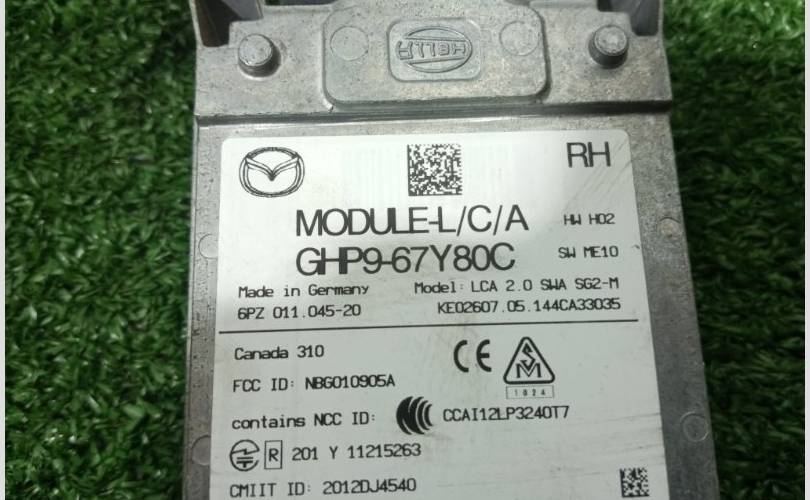 Hella
RH
MODULE-L/C/A HW H02
GHP9-67Y80C SW ME10
Made in Germany Model: LCA 2.0 SWA SG2-M
6PZ 011.045-20 KE02607.05.144CA33035
Canada 310
CE
SM
1024
FCC ID: NBG010905A
contains NCC ID: CCAI12LP3240T7
R 201 Y 11215263
CMIIT ID: 2012DJ4540